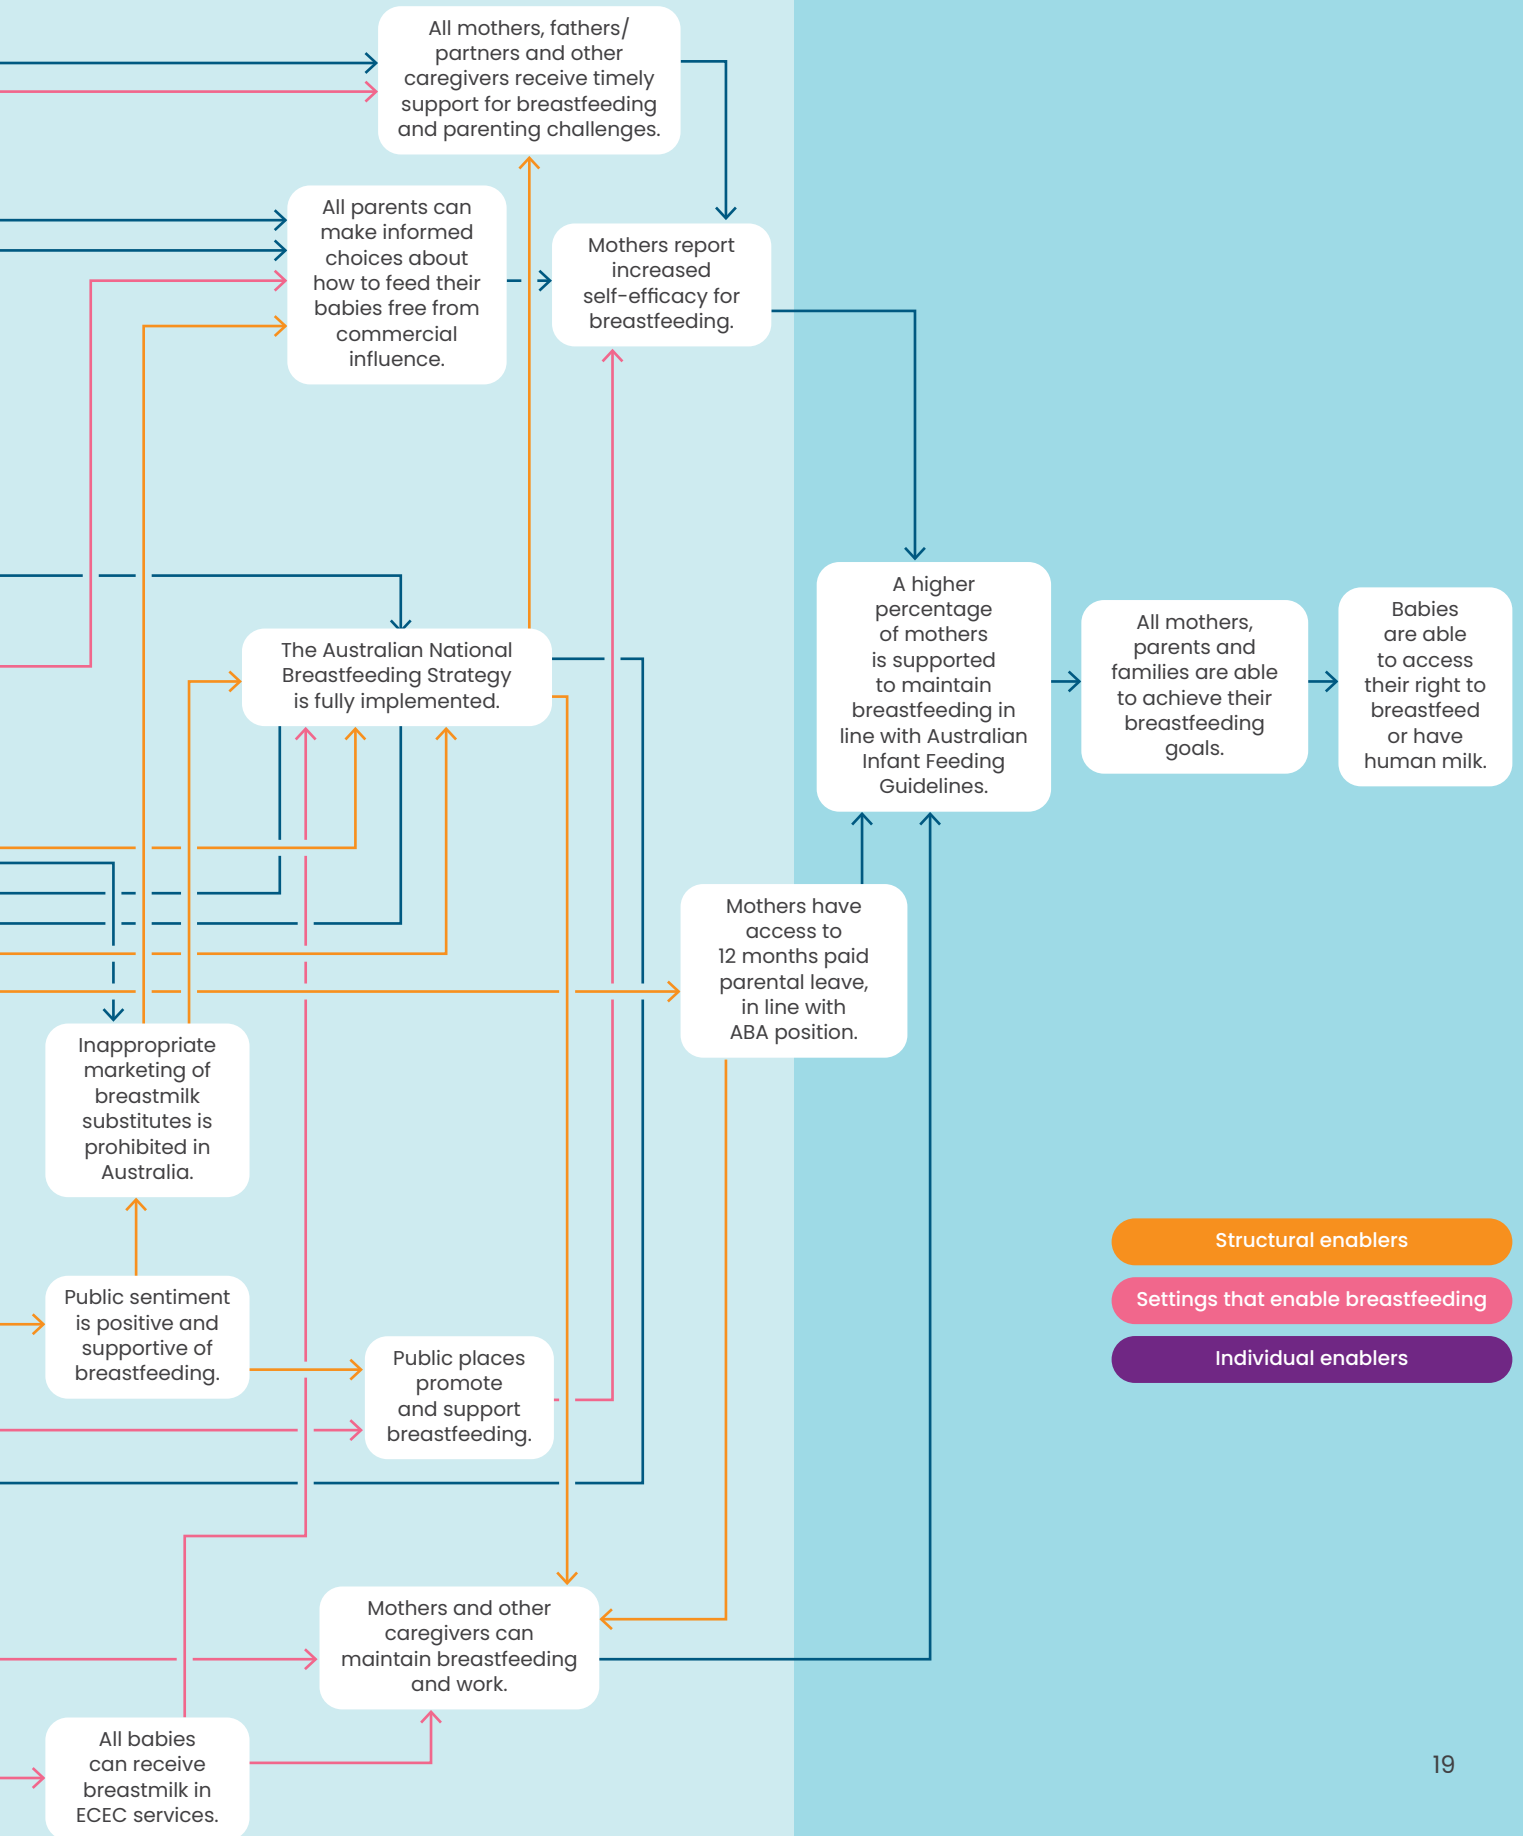 All mothers, fathers/
partners and other
caregivers receive timely
support for breastfeeding
and parenting challenges.
All parents can
make informed
choices about
how to feed their
babies free from
commercial
influence.
Mothers report
increased
self-efficacy for
breastfeeding.
The Australian National
Breastfeeding Strategy
is fully implemented.
A higher
percentage
of mothers
is supported
to maintain
breastfeeding in
line with Australian
Infant Feeding
Guidelines.
All mothers,
parents and
families are able
to achieve their
breastfeeding
goals.
Babies
are able
to access
their right to
breastfeed
or have
human milk.
Mothers have
access to
12 months paid
parental leave,
in line with
ABA position.
Inappropriate
marketing of
breastmilk
substitutes is
prohibited in
Australia.
Public sentiment
is positive and
supportive of
breastfeeding.
Public places
promote
and support
breastfeeding.
Structural enablers
Settings that enable breastfeeding
Individual enablers
Mothers and other
caregivers can
maintain breastfeeding
and work.
All babies
can receive
breastmilk in
ECEC services.
19